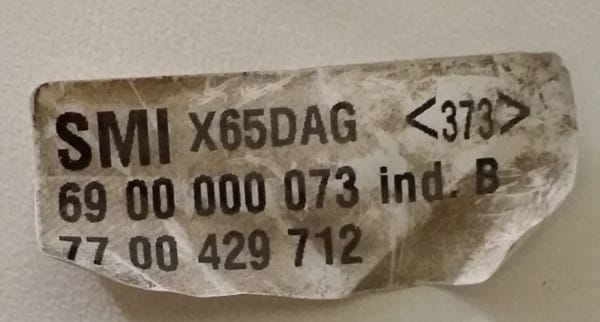 SMI X65DAG <373>
69 00 000 073 ind. B
77 00 429 712